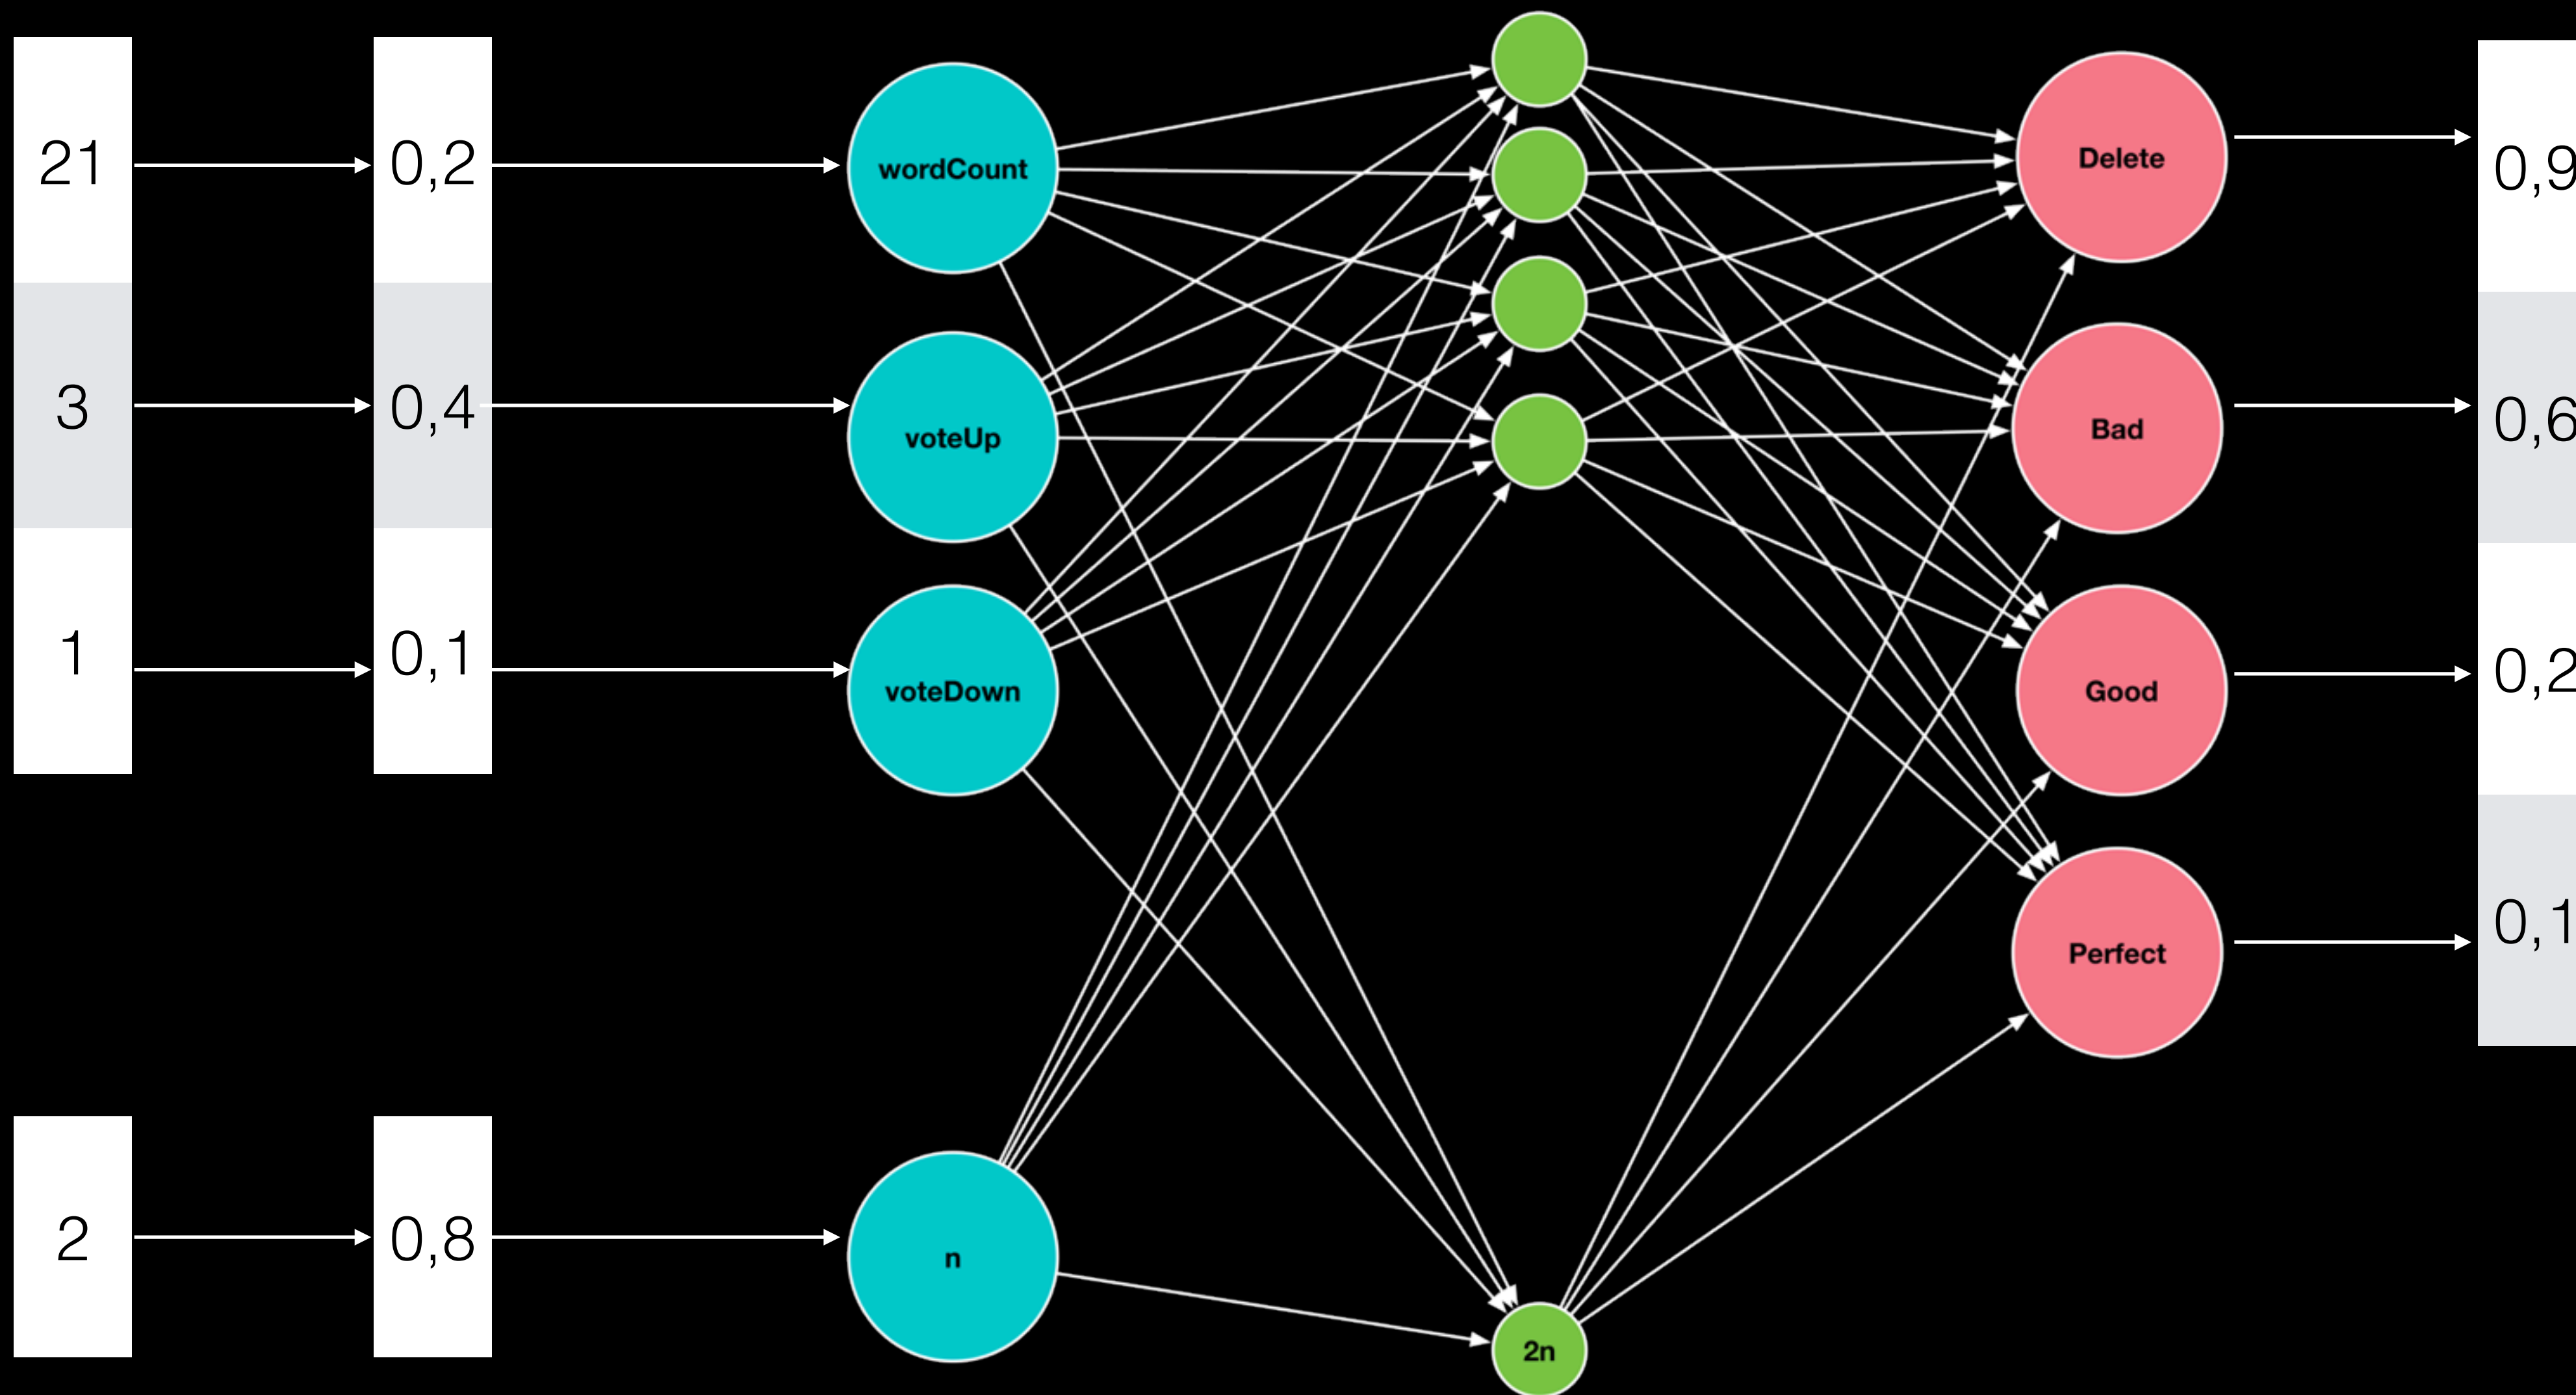 21
0,2
wordCount
Delete
0,9
3
0,4
voteUp
Bad
0,6
1
0,1
voteDown
Good
0,2
Perfect
0,1
2
0,8
n
2n